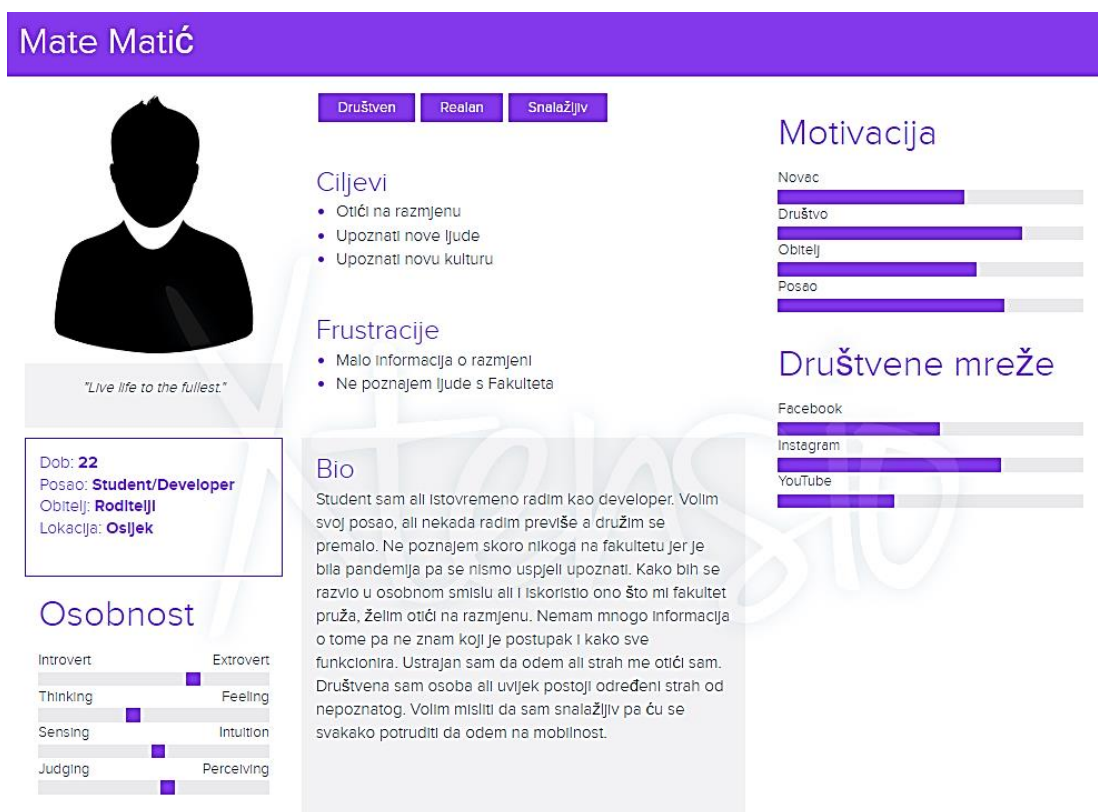 Mate Matić
Društven Realan Snalažljiv
"Live life to the fullest."
Dob: 22
Posao: Student/Developer
Obitelj: Roditelji
Lokacija: Osijek
Osobnost
Introvert Extrovert
Thinking Feeling
Sensing Intuition
Judging Perceiving
Ciljevi
• Otići na razmjenu
• Upoznati nove ljude
• Upoznati novu kulturu
Frustracije
• Malo informacija o razmjeni
• Ne poznajem ljude s Fakulteta
Bio
Student sam ali istovremeno radim kao developer. Volim
svoj posao, ali nekada radim previše a družim se
premalo. Ne poznajem skoro nikoga na fakultetu jer je
bila pandemija pa se nismo uspjeli upoznati. Kako bih se
razvio u osobnom smislu ali i iskoristio ono što mi fakultet
pruža, želim otići na razmjenu. Nemam mnogo informacija
o tome pa ne znam koji je postupak i kako sve
funkcionira. Ustrajan sam da odem ali strah me otići sam.
Društvena sam osoba ali uvijek postoji određeni strah od
nepoznatog. Volim misliti da sam snalažljiv pa ću se
svakako potruditi da odem na mobilnost.
Motivacija
Novac
Društvo
Obitelj
Posao
Društvene mreže
Facebook
Instagram
YouTube
xtensio